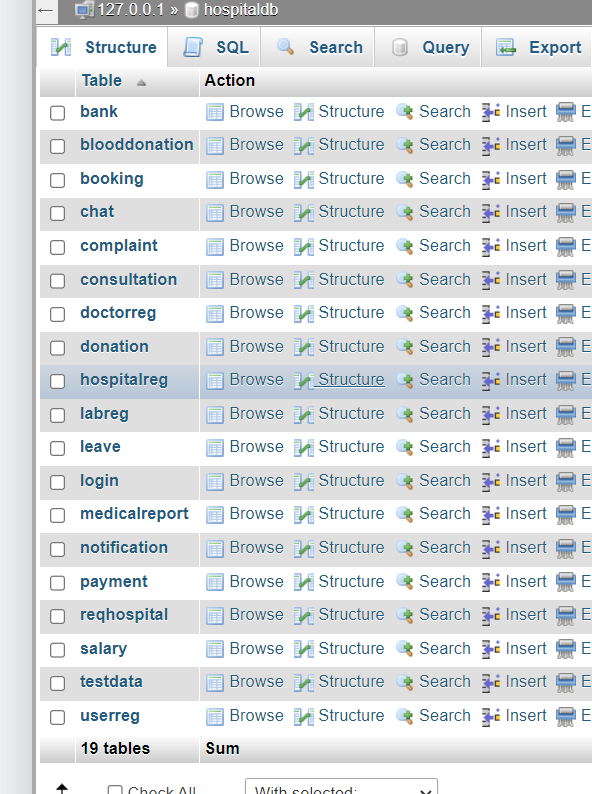 127.0.0.1 » hospitaldb
Structure SQL Search Query Export
Table Action
bank Browse Structure Search Insert E
blooddonation Browse Structure Search Insert E
booking Browse Structure Search Insert E
chat Browse Structure Search Insert E
complaint Browse Structure Search Insert E
consultation Browse Structure Search Insert E
doctorreg Browse Structure Search Insert E
donation Browse Structure Search Insert E
hospitalreg Browse Structure Search Insert E
labreg Browse Structure Search Insert E
leave Browse Structure Search Insert E
login Browse Structure Search Insert E
medicalreport Browse Structure Search Insert E
notification Browse Structure Search Insert E
payment Browse Structure Search Insert E
reqhospital Browse Structure Search Insert E
salary Browse Structure Search Insert E
testdata Browse Structure Search Insert E
userreg Browse Structure Search Insert E
19 tables Sum
Check All With selected: